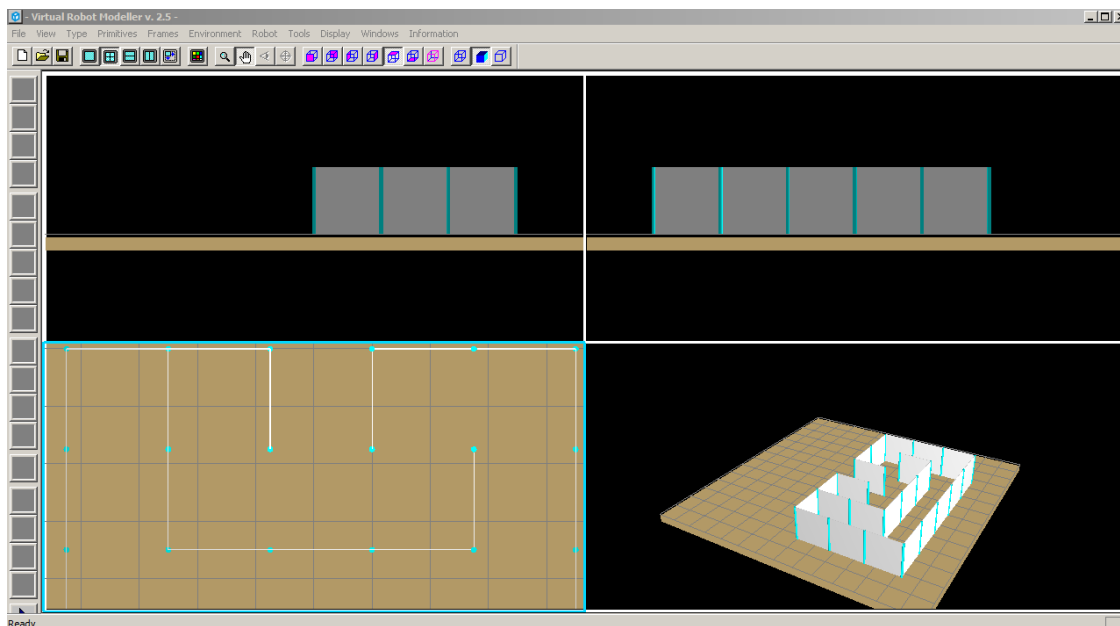 - Virtual Robot Modeller v. 2.5 -
File View Type Primitives Frames Environment Robot Tools Display Windows Information
Ready